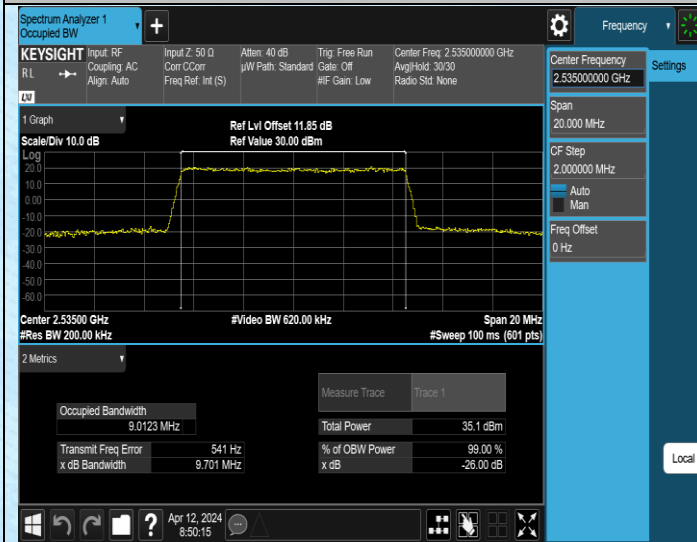 Spectrum Analyzer 1
Occupied BW
Frequency
KEYSIGHT
RL
LXI
Input: RF
Coupling: AC
Align: Auto
Input Z: 50 Ω
Corr CCorr
Freq Ref: Int (S)
Atten: 40 dB
µW Path: Standard
Trig: Free Run
Gate: Off
#IF Gain: Low
Center Freq: 2.535000000 GHz
Avg|Hold: 30/30
Radio Std: None
Center Frequency
2.535000000 GHz
Settings
Span
20.000 MHz
CF Step
2.000000 MHz
Auto
Man
Freq Offset
0 Hz
1 Graph
Scale/Div 10.0 dB
Ref Lvl Offset 11.85 dB
Ref Value 30.00 dBm
Log
20.0
10.0
0.00
-10.0
-20.0
-30.0
-40.0
-50.0
-60.0
Center 2.53500 GHz
#Res BW 200.00 kHz
#Video BW 620.00 kHz
Span 20 MHz
#Sweep 100 ms (601 pts)
2 Metrics
Measure Trace Trace 1
Occupied Bandwidth
9.0123 MHz
Total Power 35.1 dBm
Transmit Freq Error 541 Hz
% of OBW Power 99.00 %
x dB Bandwidth 9.701 MHz
x dB -26.00 dB
Local
Apr 12, 2024
8:50:15